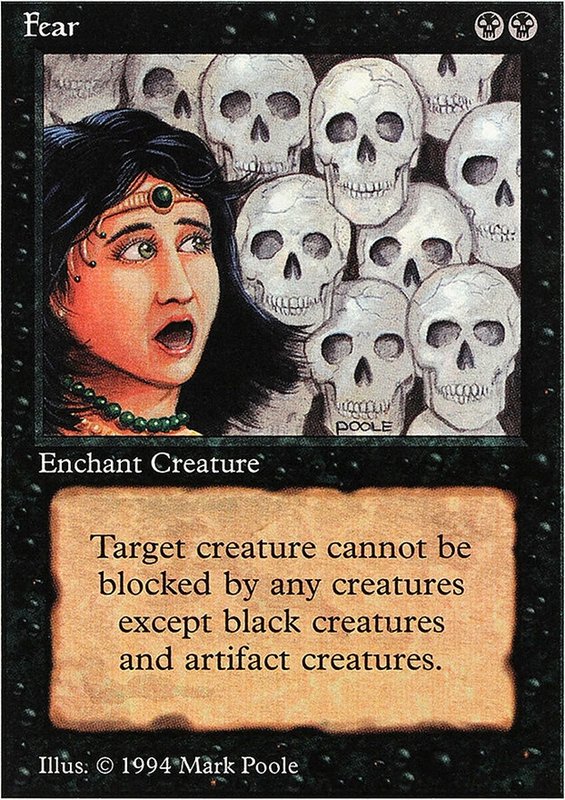 Fear
POOLE
Enchant Creature
Target creature cannot be
blocked by any creatures
except black creatures
and artifact creatures.
Illus. © 1994 Mark Poole